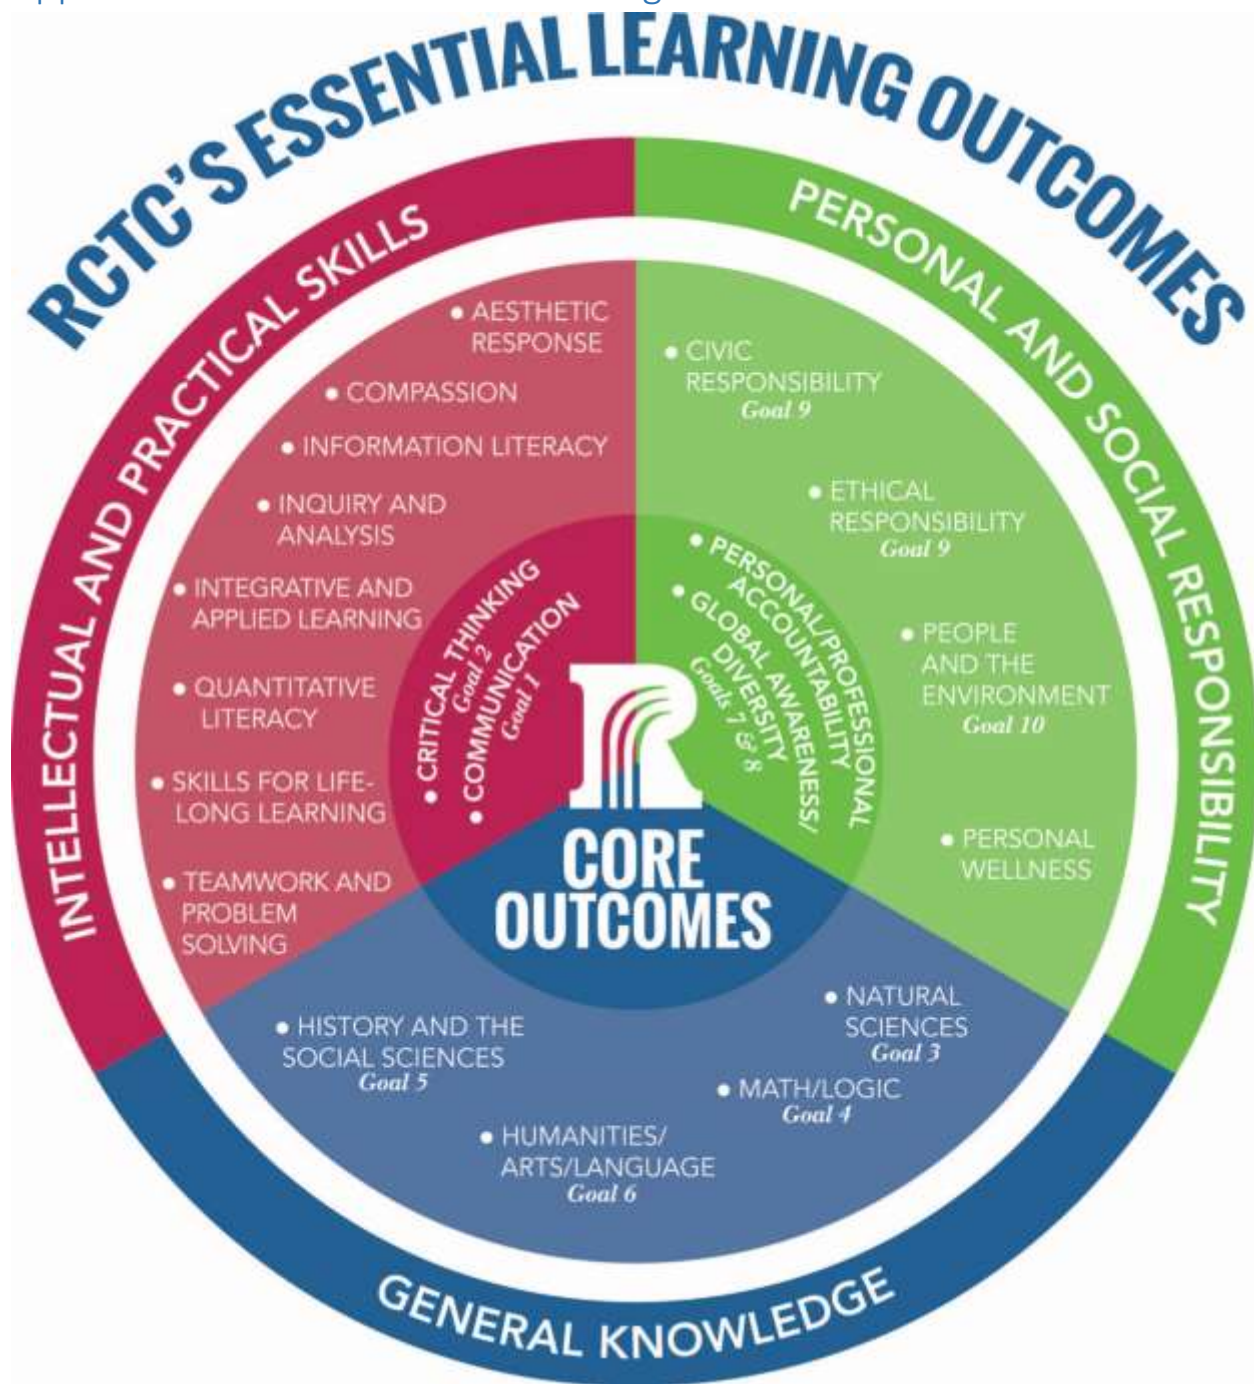 RCTC'S ESSENTIAL LEARNING OUTCOMES
INTELLECTUAL AND PRACTICAL SKILLS
• AESTHETIC
RESPONSE
• COMPASSION
• INFORMATION LITERACY
• INQUIRY AND
ANALYSIS
• INTEGRATIVE AND
APPLIED LEARNING
• QUANTITATIVE
LITERACY
• SKILLS FOR LIFE-
LONG LEARNING
• TEAMWORK AND
PROBLEM
SOLVING
• CRITICAL THINKING
Goal 2
• COMMUNICATION
Goal 1
PERSONAL AND SOCIAL RESPONSIBILITY
• CIVIC
RESPONSIBILITY
Goal 9
• ETHICAL
RESPONSIBILITY
Goal 9
• PEOPLE
AND THE
ENVIRONMENT
Goal 10
• PERSONAL
WELLNESS
• PERSONAL/PROFESSIONAL
ACCOUNTABILITY
• GLOBAL AWARENESS/
DIVERSITY
Goals 7 & 8
R
CORE
OUTCOMES
• NATURAL
SCIENCES
Goal 3
• MATH/LOGIC
Goal 4
• HISTORY AND THE
SOCIAL SCIENCES
Goal 5
• HUMANITIES/
ARTS/LANGUAGE
Goal 6
GENERAL KNOWLEDGE